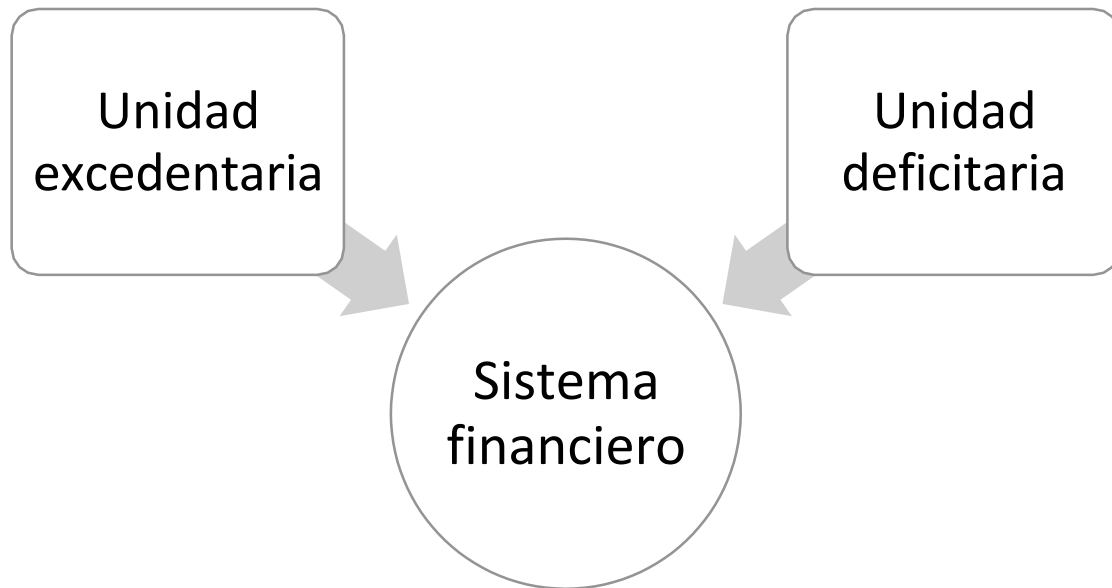 Unidad
excedentaria
Unidad
deficitaria
Sistema
financiero